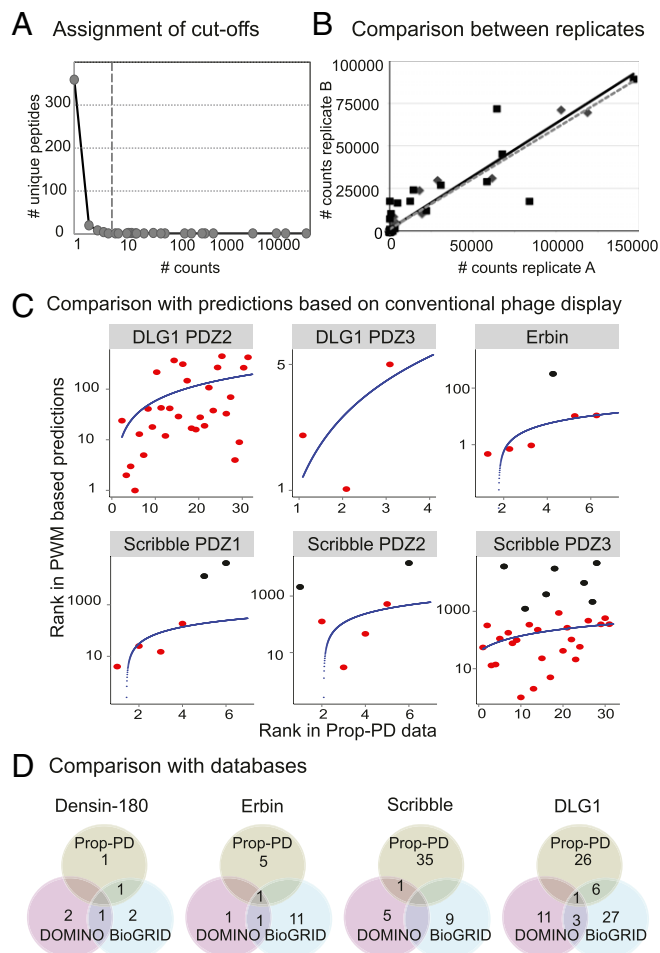 A Assignment of cut-offs
# unique peptides
300
200
100
0
1 10 100 1000 10000
# counts
B Comparison between replicates
# counts replicate B
100000
75000
50000
25000
0
0 50000 100000 150000
# counts replicate A
C Comparison with predictions based on conventional phage display
Rank in PWM based predictions
DLG1 PDZ2
100
10
1
0 10 20 30
DLG1 PDZ3
5
1
1 2 3 4
Erbin
100
1
2 4 6
Scribble PDZ1
1000
10
2 4 6
Scribble PDZ2
1000
10
2 4 6
Scribble PDZ3
1000
10
0 10 20 30
Rank in Prop-PD data
D Comparison with databases
Densin-180
Prop-PD
1
1
2 1 2
DOMINO BioGRID
Erbin
Prop-PD
5
1
1 1 11
DOMINO BioGRID
Scribble
Prop-PD
35
1
5 9
DOMINO BioGRID
DLG1
Prop-PD
26
1 6
11 3 27
DOMINO BioGRID